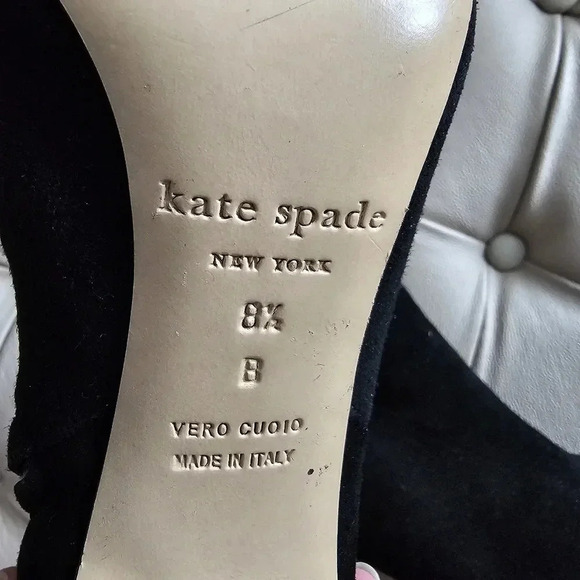 kate spade
NEW YORK
8½
B
VERO CUOIO
MADE IN ITALY